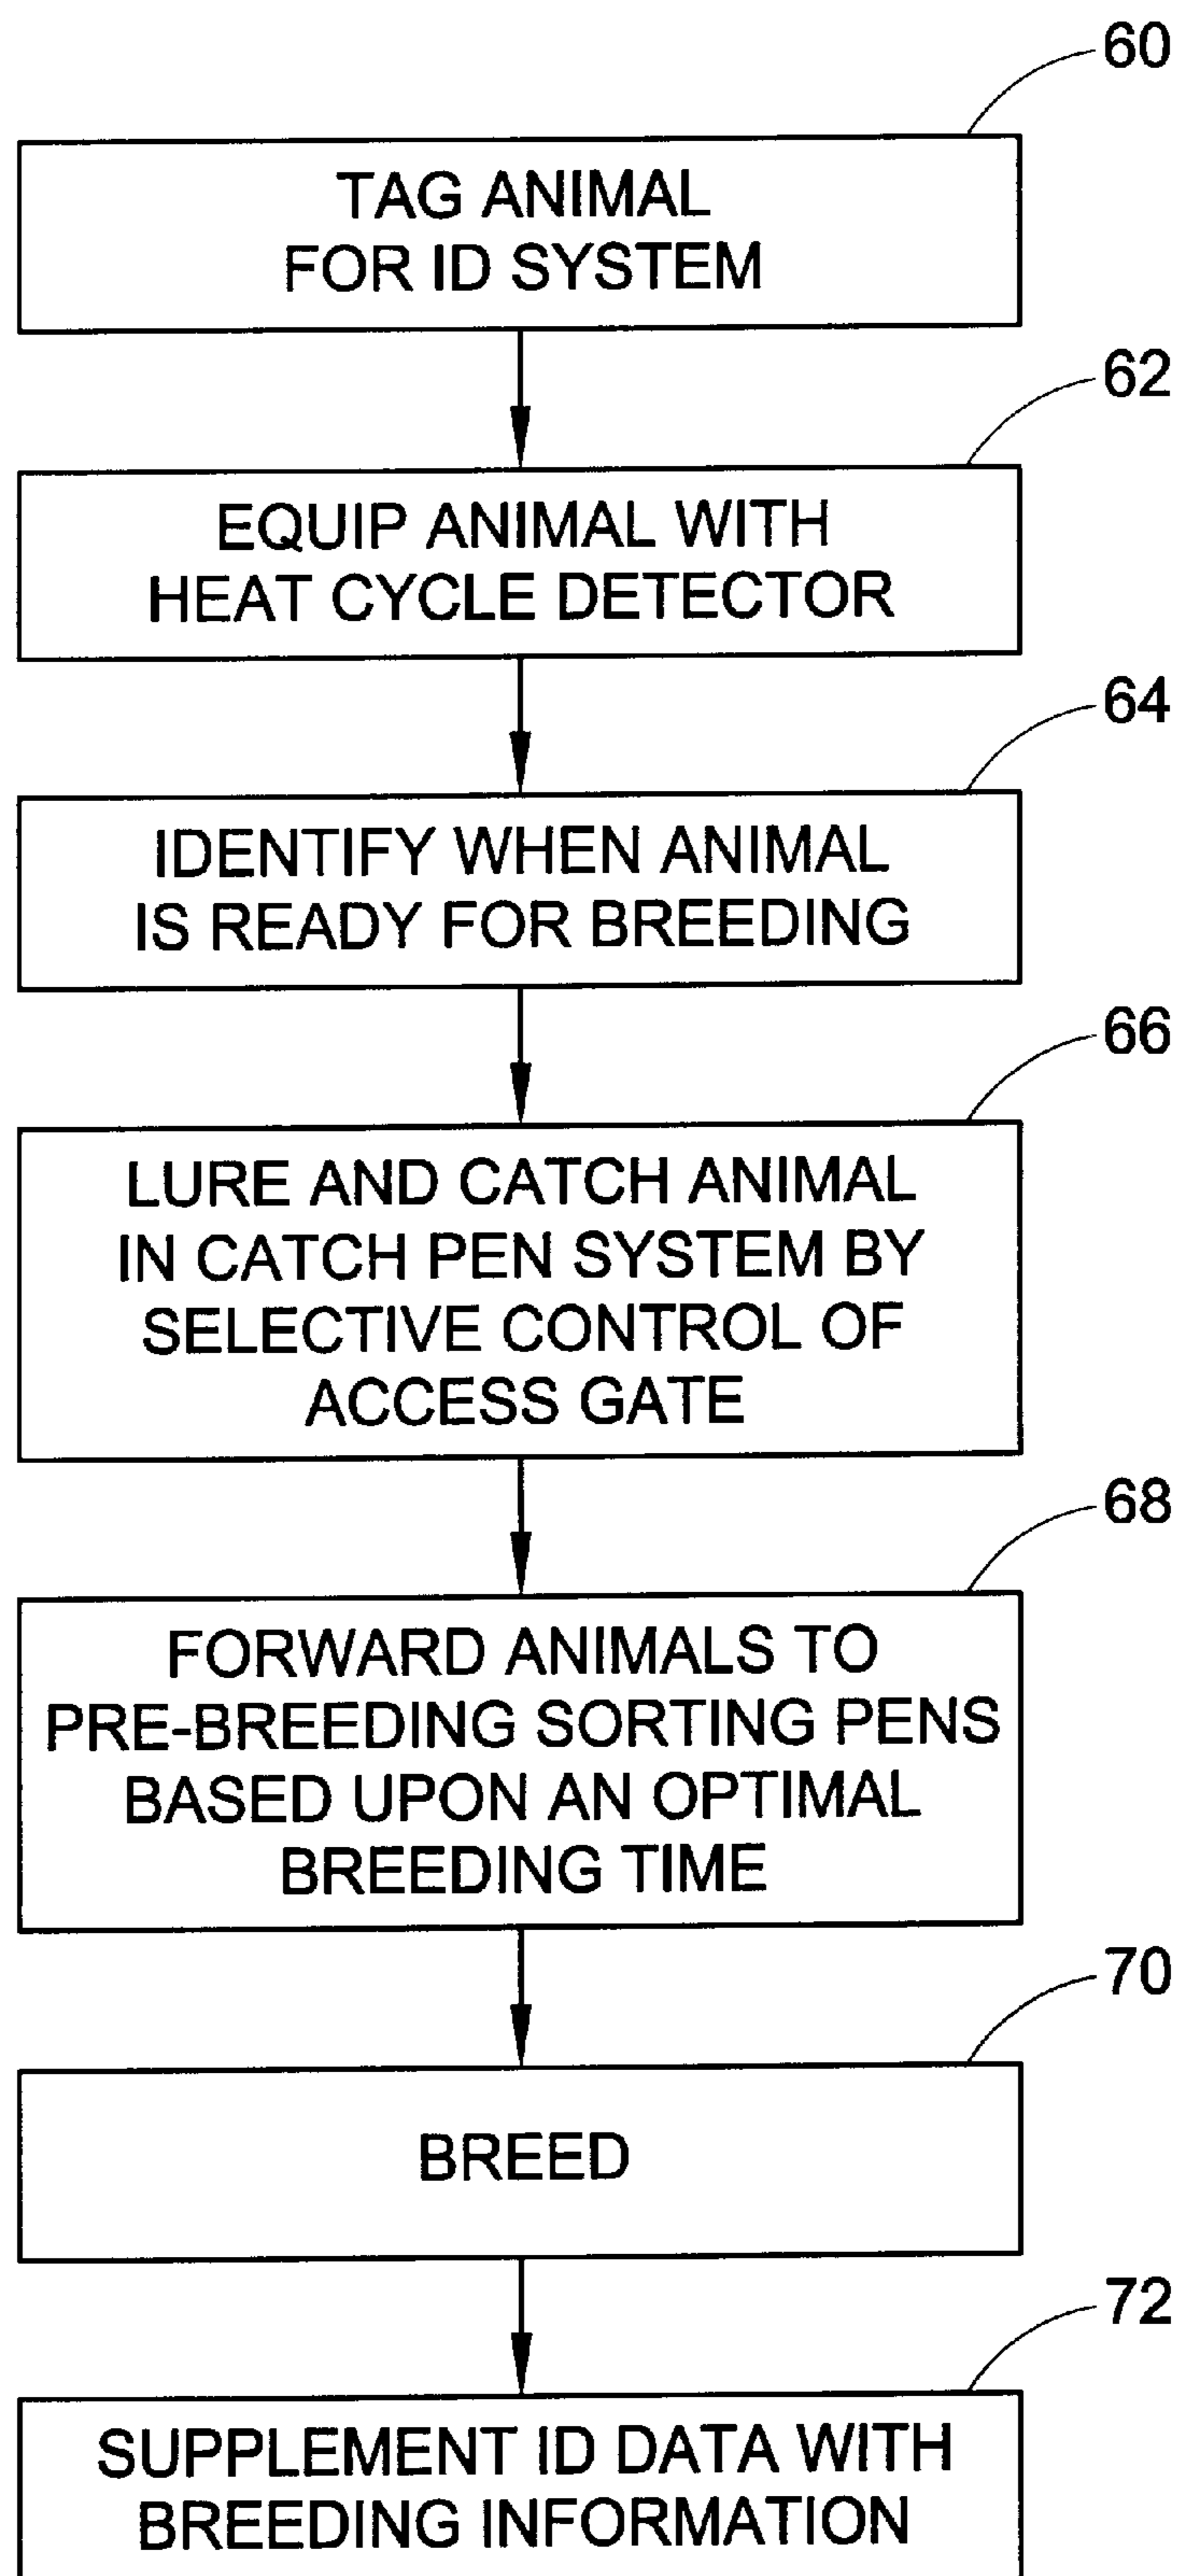 60
TAG ANIMAL
FOR ID SYSTEM
62
EQUIP ANIMAL WITH
HEAT CYCLE DETECTOR
64
IDENTIFY WHEN ANIMAL
IS READY FOR BREEDING
66
LURE AND CATCH ANIMAL
IN CATCH PEN SYSTEM BY
SELECTIVE CONTROL OF
ACCESS GATE
68
FORWARD ANIMALS TO
PRE-BREEDING SORTING PENS
BASED UPON AN OPTIMAL
BREEDING TIME
70
BREED
72
SUPPLEMENT ID DATA WITH
BREEDING INFORMATION